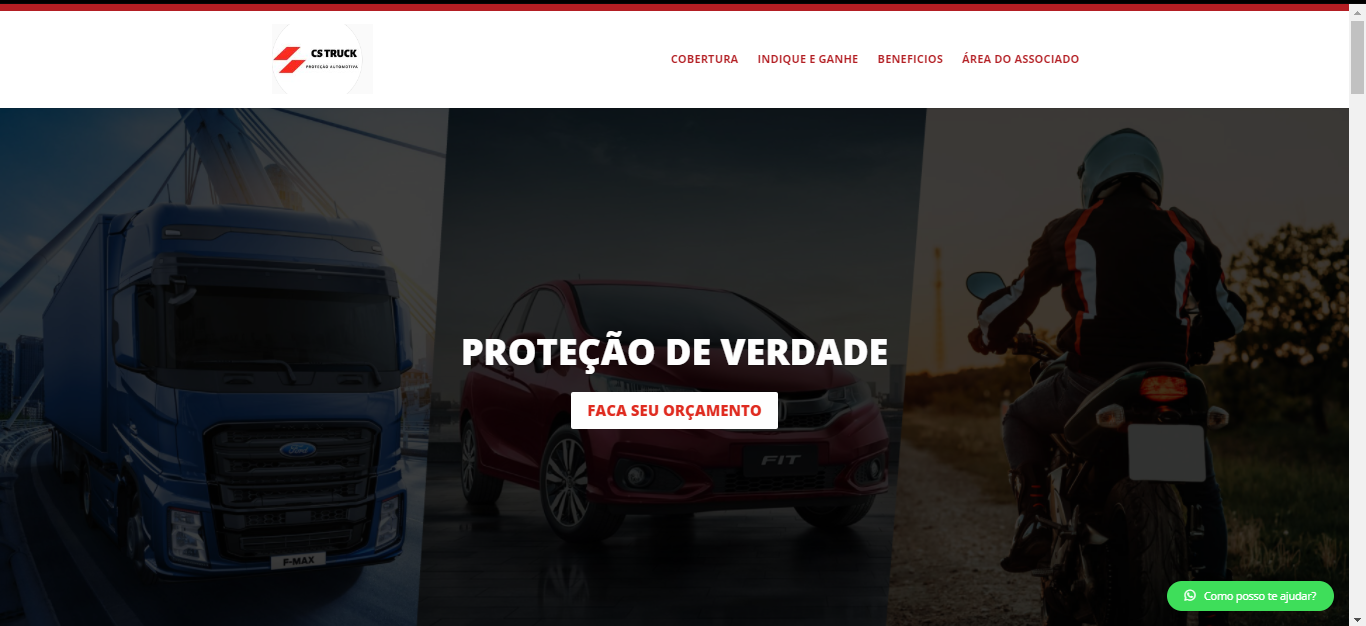 CS TRUCK
PROTEÇÃO AUTOMOTIVA
COBERTURA
INDIQUE E GANHE
BENEFICIOS
ÁREA DO ASSOCIADO
PROTEÇÃO DE VERDADE
FACA SEU ORÇAMENTO
Ford
FIT
F-MAX
Como posso te ajudar?